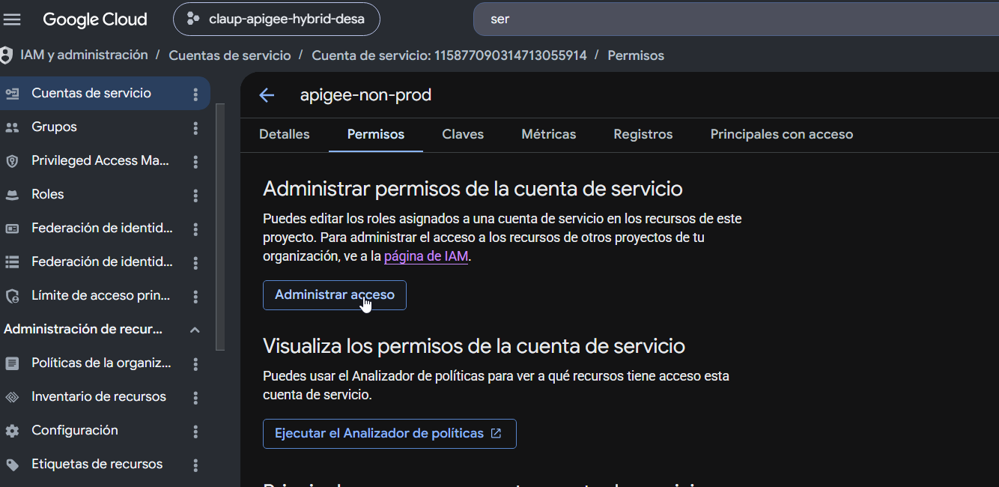 Google Cloud
claup-apigee-hybrid-desa
ser
IAM y administración / Cuentas de servicio / Cuenta de servicio: 115877090314713055914 / Permisos
Cuentas de servicio
Grupos
Privileged Access Ma...
Roles
Federación de identid...
Federación de identid...
Límite de acceso prin...
Administración de recur...
Políticas de la organiz...
Inventario de recursos
Configuración
Etiquetas de recursos
apigee-non-prod
Detalles Permisos Claves Métricas Registros Principales con acceso
Administrar permisos de la cuenta de servicio
Puedes editar los roles asignados a una cuenta de servicio en los recursos de este
proyecto. Para administrar el acceso a los recursos de otros proyectos de tu
organización, ve a la página de IAM.
Administrar acceso
Visualiza los permisos de la cuenta de servicio
Puedes usar el Analizador de políticas para ver a qué recursos tiene acceso esta
cuenta de servicio.
Ejecutar el Analizador de políticas